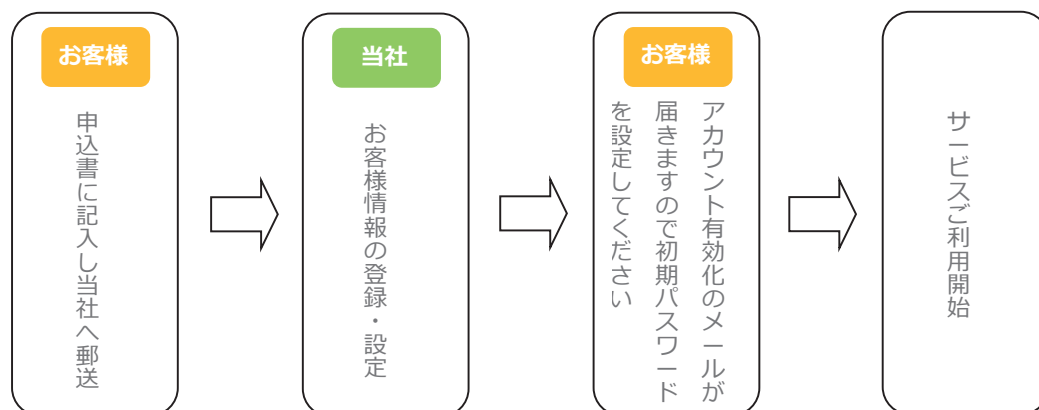 お客様
申込書に記入し当社へ郵送
当社
お客様情報の登録・設定
お客様
アカウント有効化のメールが
届きますので初期パスワード
を設定してください
サービスご利用開始